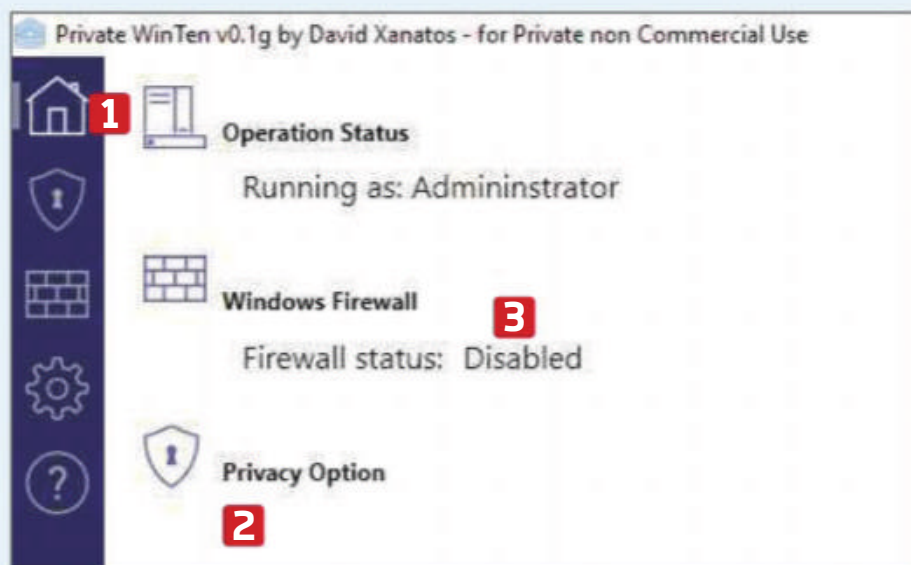 Private WinTen v0.1g by David Xanatos - for Private non Commercial Use
1
Operation Status
Running as: Admininstrator
Windows Firewall
3
Firewall status: Disabled
Privacy Option
2
?